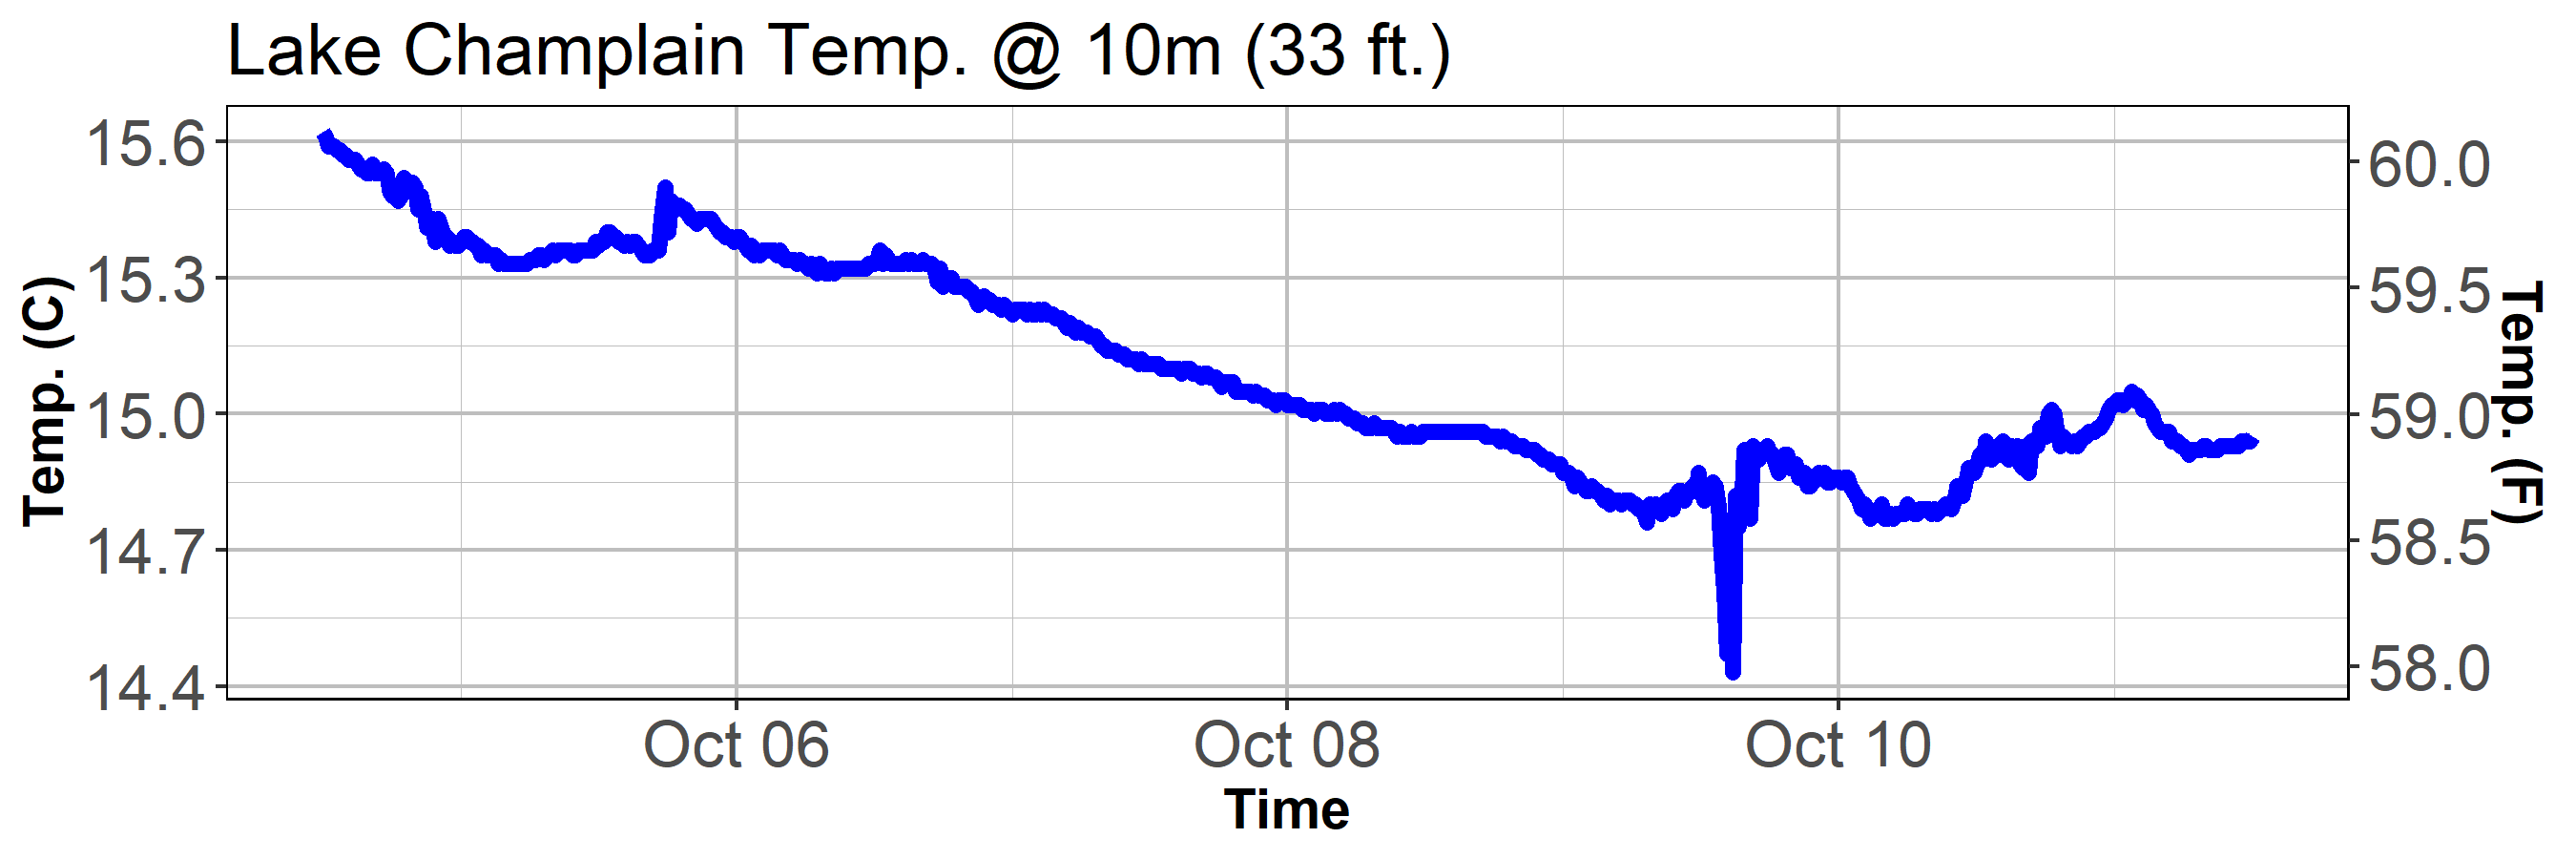 Lake Champlain Temp. @ 10m (33 ft.)
Temp. (C)
15.6
15.3
15.0
14.7
14.4
60.0
59.5
59.0
58.5
58.0
Temp. (F)
Oct 06
Oct 08
Oct 10
Time